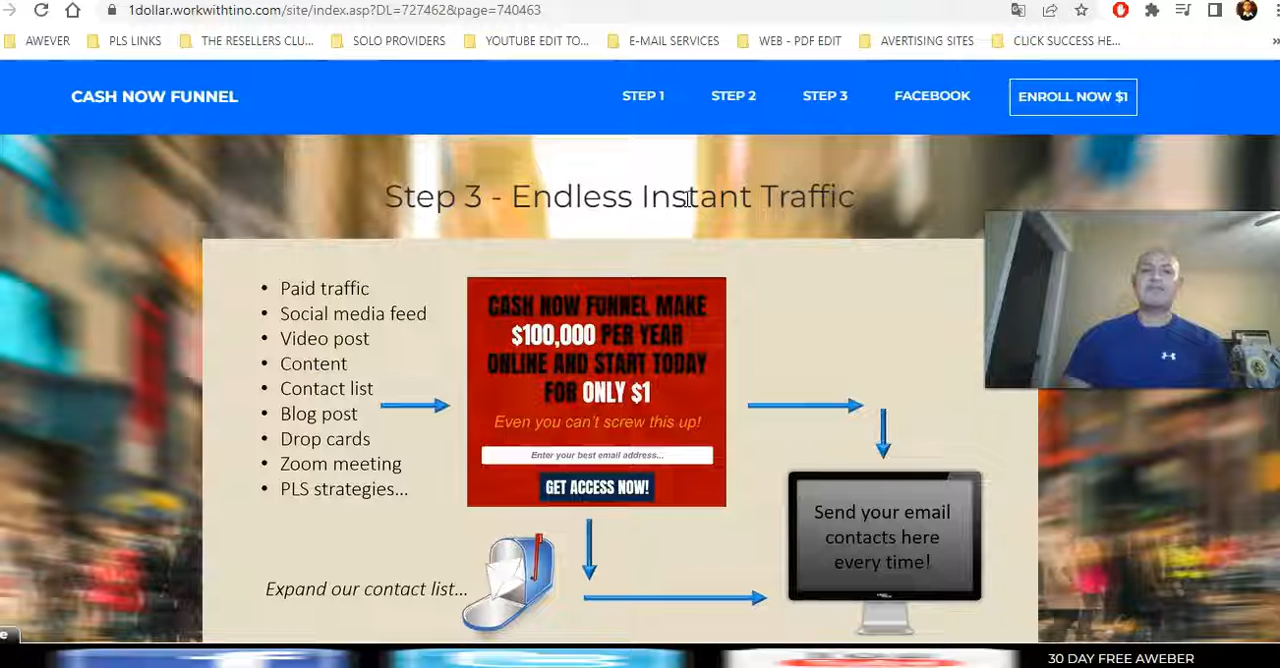 1dollar.workwithtino.com/site/index.asp?DL=727462&page=740463
AWEVER
PLS LINKS
THE RESELLERS CLU...
SOLO PROVIDERS
YOUTUBE EDIT TO...
E-MAIL SERVICES
WEB - PDF EDIT
AVERTISING SITES
CLICK SUCCESS HE...
CASH NOW FUNNEL
STEP 1
STEP 2
STEP 3
FACEBOOK
ENROLL NOW $1
Step 3 - Endless Instant Traffic
• Paid traffic
• Social media feed
• Video post
• Content
• Contact list
• Blog post
• Drop cards
• Zoom meeting
• PLS strategies...
CASH NOW FUNNEL MAKE
$100,000 PER YEAR
ONLINE AND START TODAY
FOR ONLY $1
Even you can't screw this up!
Enter your best email address...
GET ACCESS NOW!
Send your email
contacts here
every time!
Expand our contact list...
30 DAY FREE AWEBER